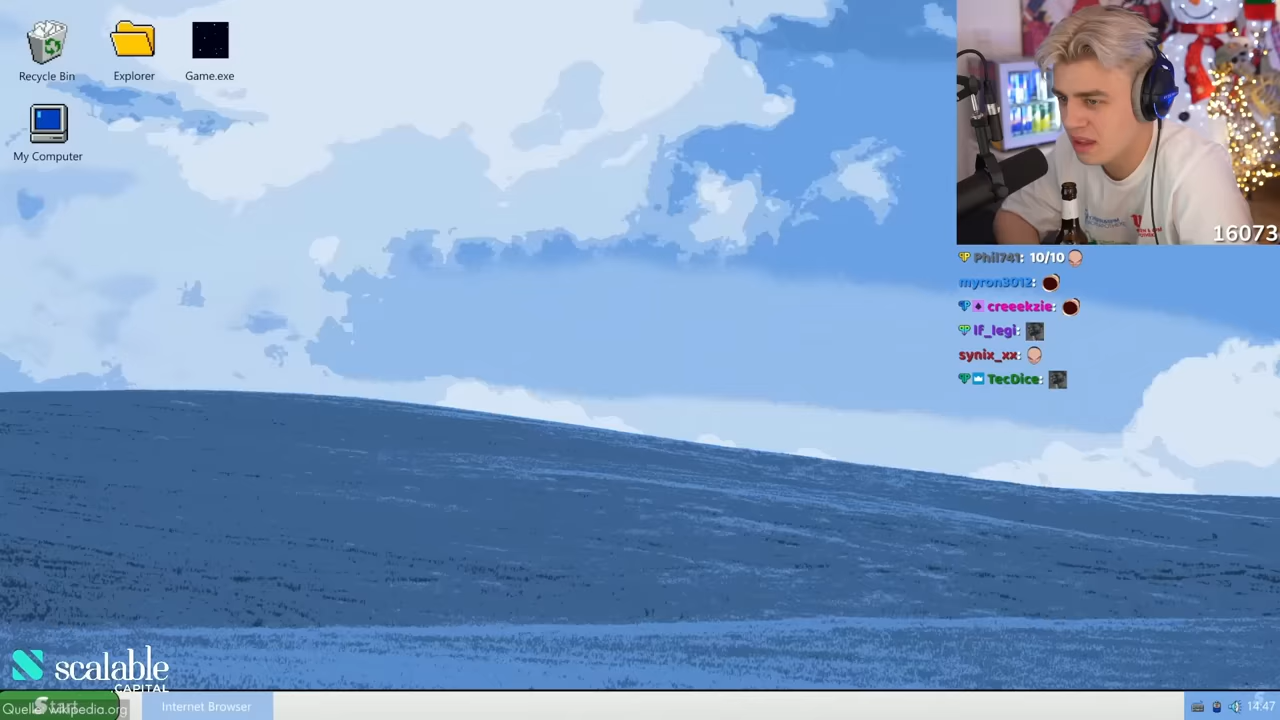 Recycle Bin
Explorer
Game.exe
My Computer
16073
Phil741: 10/10
myron3012:
creeekzie:
lf_legi:
synix_xx:
TecDice:
scalable
CAPITAL
Start
Quelle: wikipedia.org
Internet Browser
14:47